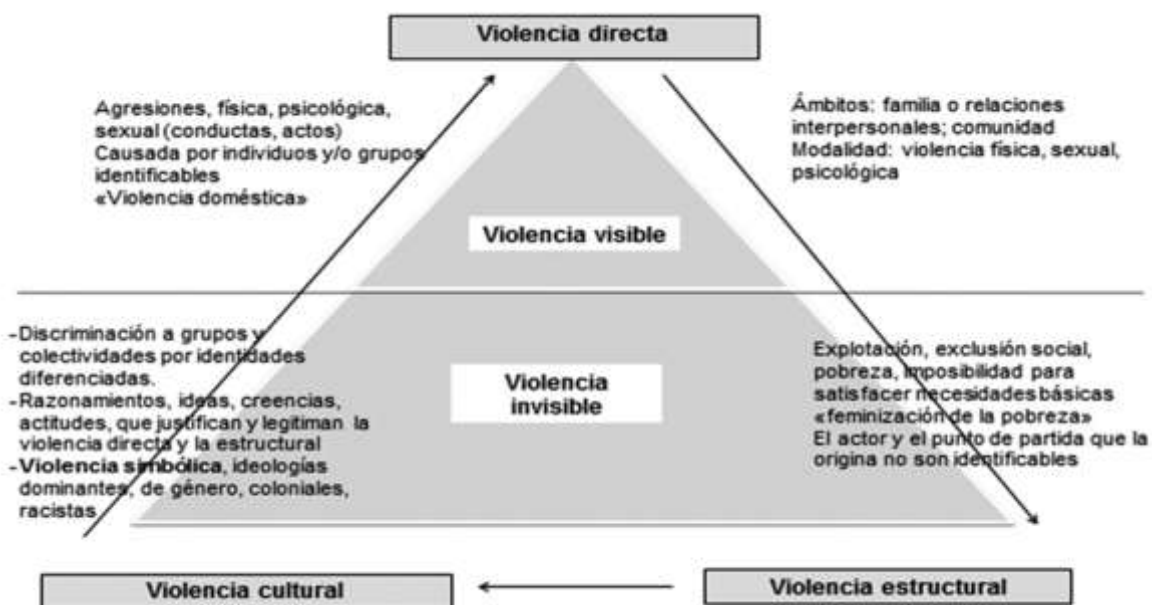 Violencia directa
Agresiones, física, psicológica,
sexual (conductas, actos)
Causada por individuos y/o grupos
identificables
«Violencia doméstica»
Ámbitos: familia o relaciones
interpersonales; comunidad
Modalidad: violencia física, sexual,
psicológica
Violencia visible
-Discriminación a grupos y
colectividades por identidades
diferenciadas.
-Razonamientos, ideas, creencias,
actitudes, que justifican y legitiman la
violencia directa y la estructural
-Violencia simbólica, ideologías
dominantes, de género, coloniales,
racistas
Violencia
invisible
Explotación, exclusión social,
pobreza, imposibilidad para
satisfacer necesidades básicas
«feminización de la pobreza»
El actor y el punto de partida que la
origina no son identificables
Violencia cultural
Violencia estructural